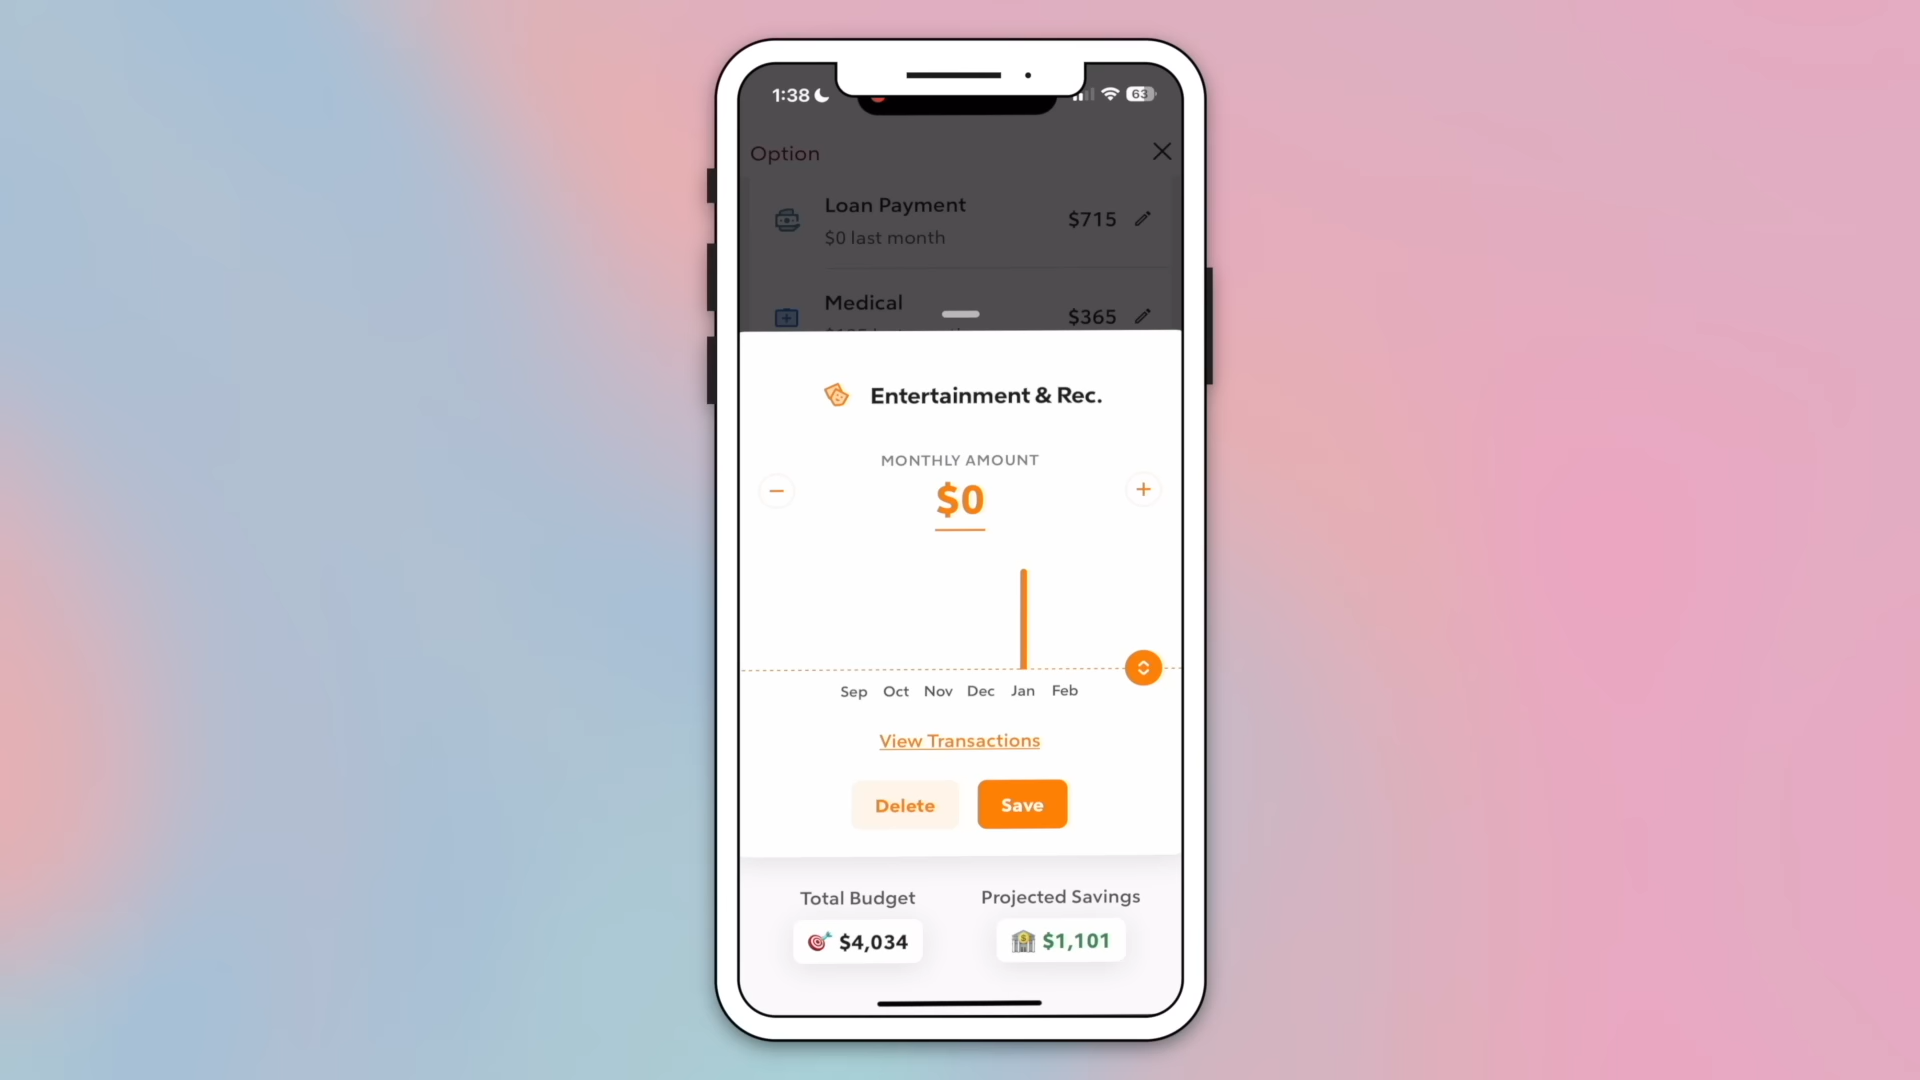 1:38
63
Option
Loan Payment
$0 last month
$715
Medical
$365
Entertainment & Rec.
MONTHLY AMOUNT
$0
Sep Oct Nov Dec Jan Feb
View Transactions
Delete Save
Total Budget Projected Savings
$4,034 $1,101